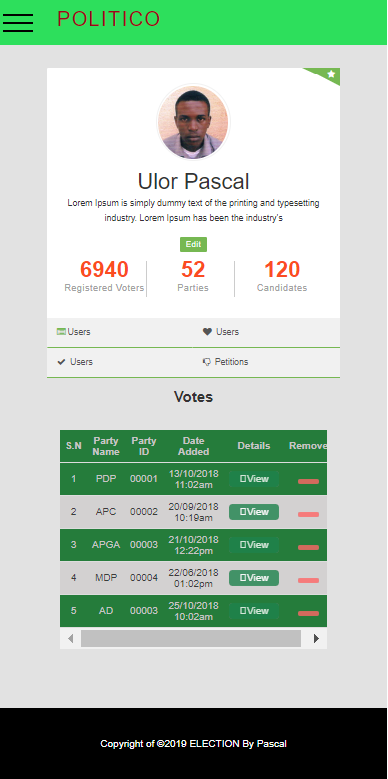 POLITICO
Ulor Pascal
Lorem Ipsum is simply dummy text of the printing and typesetting
industry. Lorem Ipsum has been the industry's
Edit
6940 52 120
Registered Voters Parties Candidates
Users Users
Users Petitions
Votes
S.N Party Name Party ID Date Added Details Remove
1 PDP 00001 13/10/2018 11:02am View
2 APC 00002 20/09/2018 10:19am View
3 APGA 00003 21/10/2018 12:22pm View
4 MDP 00004 22/06/2018 01:02pm View
5 AD 00003 25/10/2018 10:02am View
Copyright of ©2019 ELECTION By Pascal